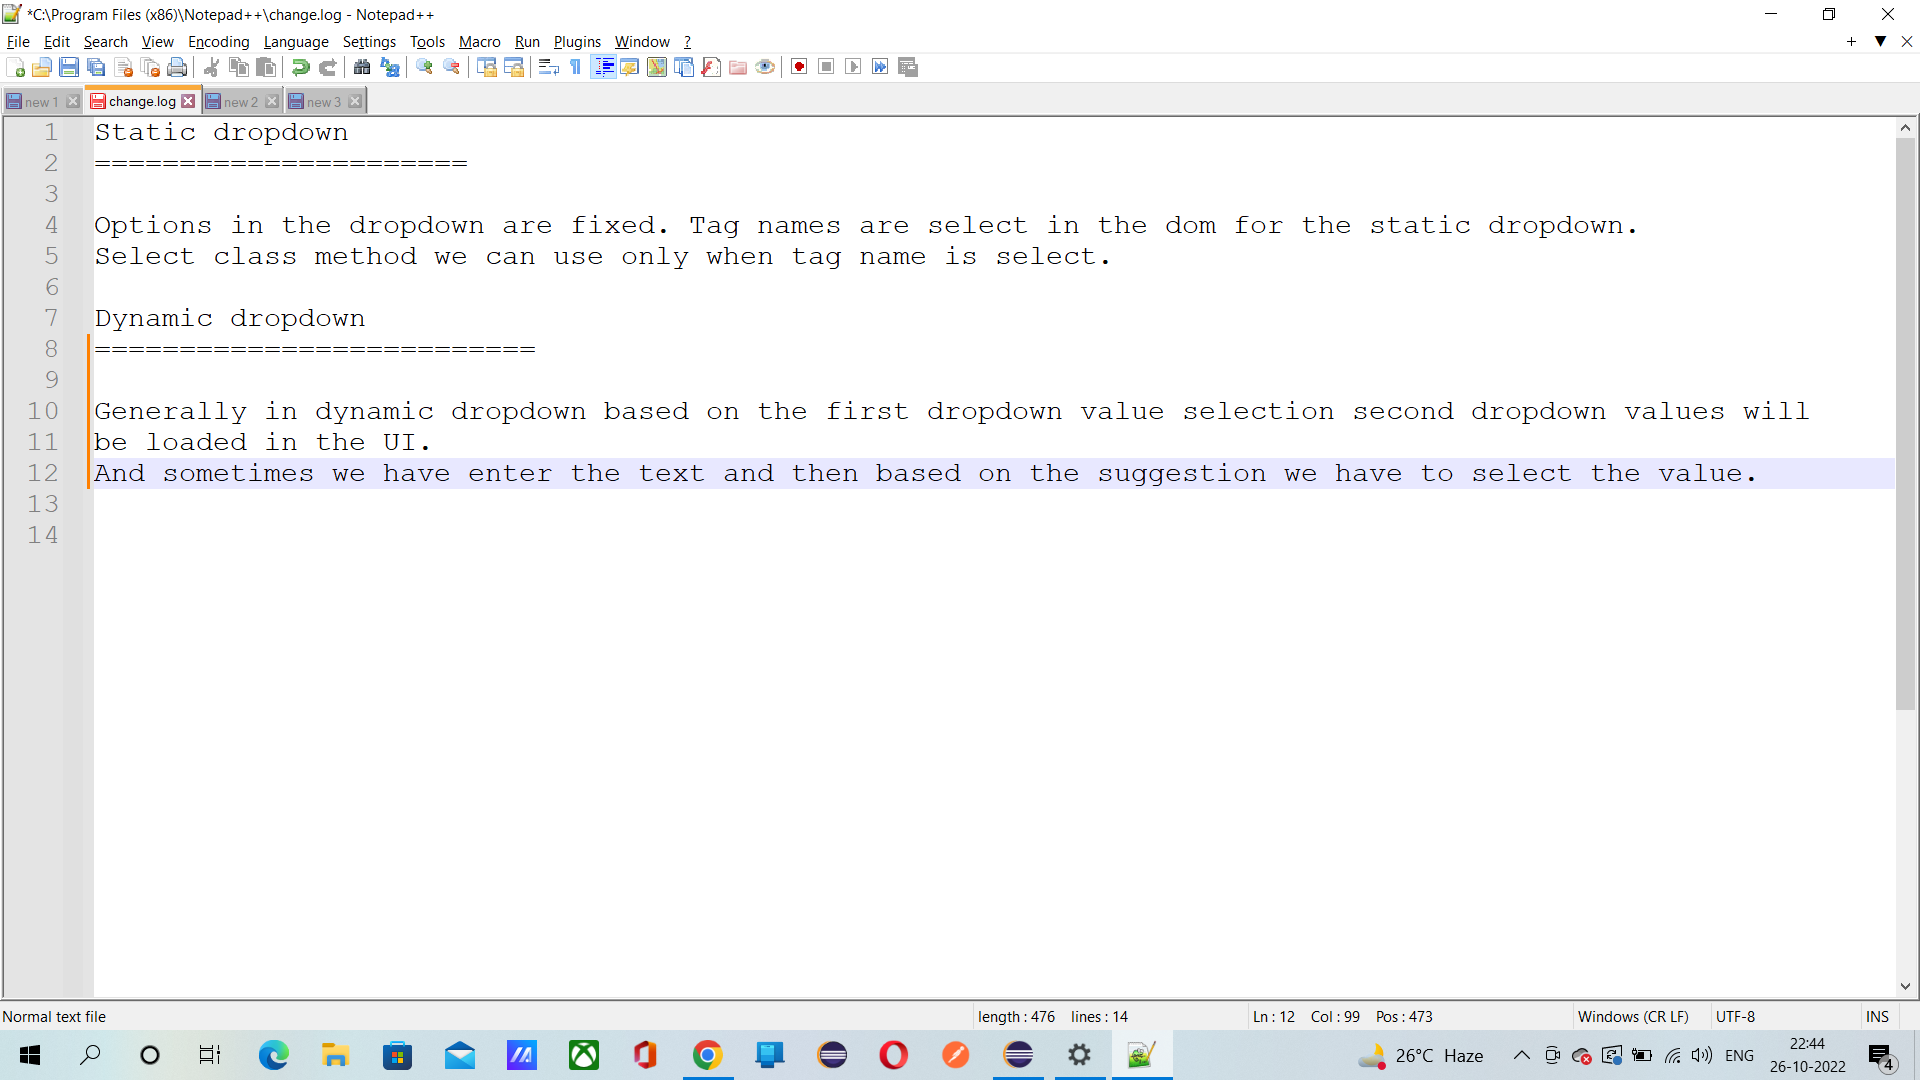 *C:\Program Files (x86)\Notepad++\change.log - Notepad++
File Edit Search View Encoding Language Settings Tools Macro Run Plugins Window ?
new 1 change.log new 2 new 3
1 Static dropdown
2 ======================
3
4 Options in the dropdown are fixed. Tag names are select in the dom for the static dropdown.
5 Select class method we can use only when tag name is select.
6
7 Dynamic dropdown
8 ==========================
9
10 Generally in dynamic dropdown based on the first dropdown value selection second dropdown values will
11 be loaded in the UI.
12 And sometimes we have enter the text and then based on the suggestion we have to select the value.
13
14
Normal text file length : 476 lines : 14 Ln : 12 Col : 99 Pos : 473 Windows (CR LF) UTF-8 INS
26°C Haze ENG 22:44
26-10-2022 4